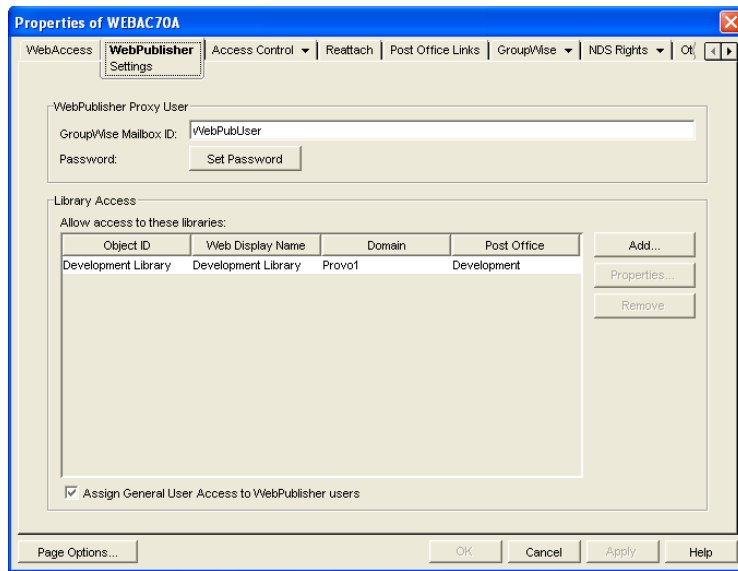 Properties of WEBAC70A
WebAccess WebPublisher Access Control Reattach Post Office Links GroupWise NDS Rights Ot
Settings
WebPublisher Proxy User
GroupWise Mailbox ID: WebPubUser
Password: Set Password
Library Access
Allow access to these libraries:
Object ID Web Display Name Domain Post Office Add...
Development Library Development Library Provo1 Development
Properties...
Remove
Assign General User Access to WebPublisher users
Page Options... OK Cancel Apply Help